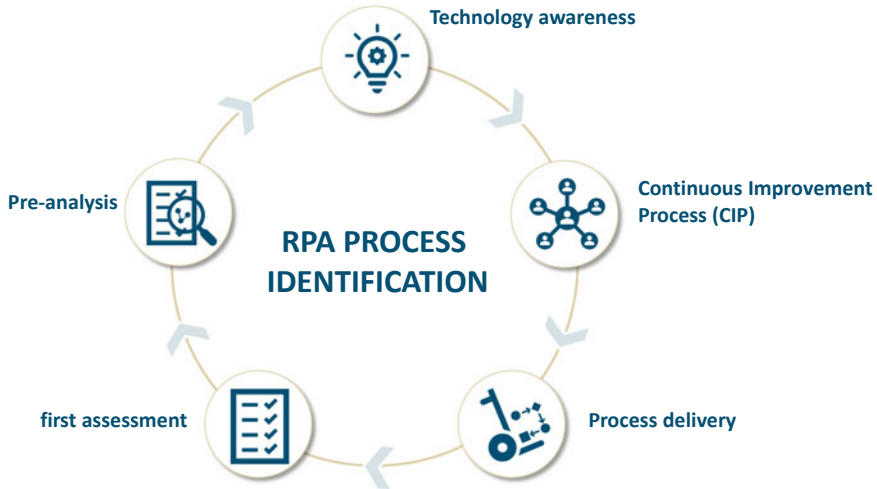 Technology awareness
Continuous Improvement
Process (CIP)
Pre-analysis
RPA PROCESS
IDENTIFICATION
first assessment
Process delivery